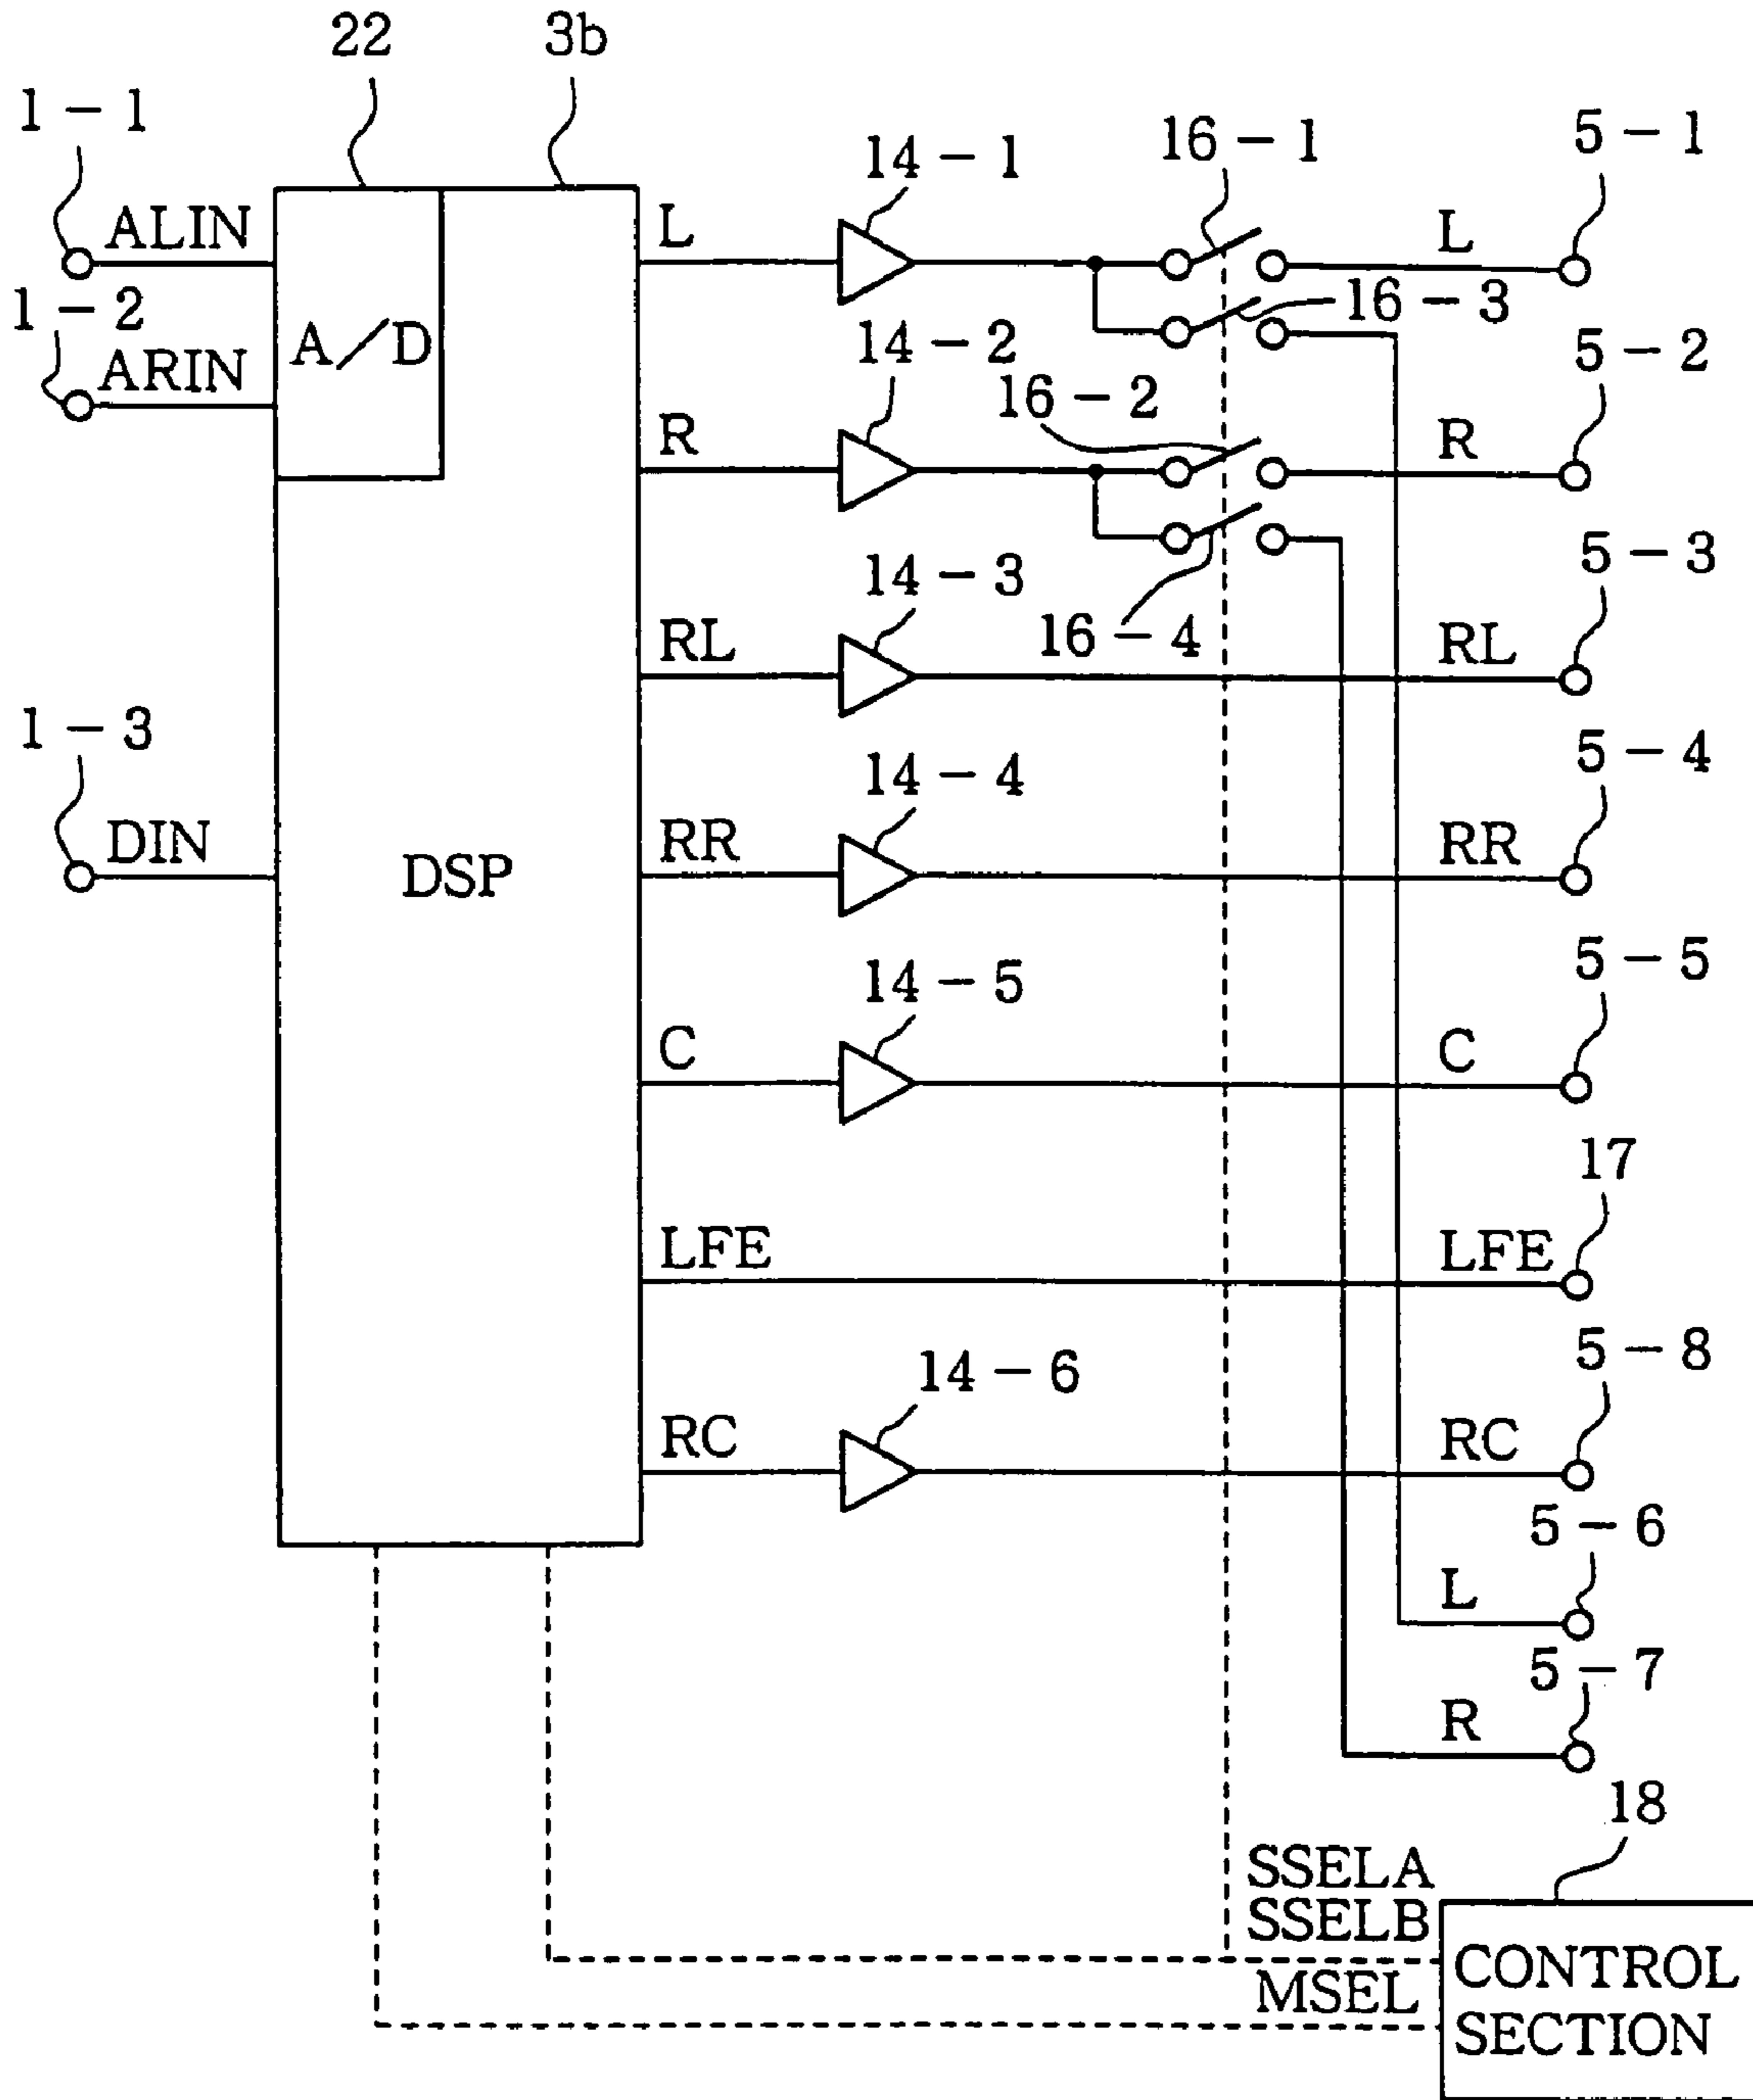 22
3b
1-1
ALIN
1-2
ARIN
A/D
1-3
DIN
DSP
L
14-1
16-1
L
5-1
16-3
R
14-2
16-2
R
5-2
16-4
RL
14-3
RL
5-3
RR
14-4
RR
5-4
C
14-5
C
5-5
LFE
LFE
17
RC
14-6
RC
5-8
L
5-6
R
5-7
18
SSELA
SSELB
MSEL
CONTROL
SECTION